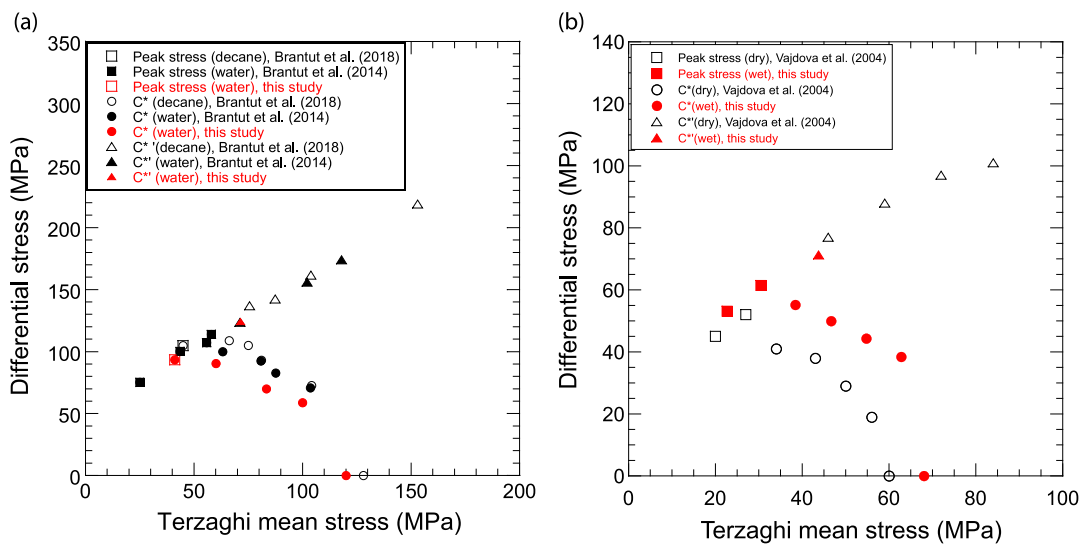 (a)
350
300
250
200
150
100
50
0
Differential stress (MPa)
Peak stress (decane), Brantut et al. (2018)
Peak stress (water), Brantut et al. (2014)
Peak stress (water), this study
C* (decane), Brantut et al. (2018)
C* (water), Brantut et al. (2014)
C* (water), this study
C* '(decane), Brantut et al. (2018)
C*' (water), Brantut et al. (2014)
C*' (water), this study
0 50 100 150 200
Terzaghi mean stress (MPa)
(b)
140
120
100
80
60
40
20
0
Differential stress (MPa)
Peak stress (dry), Vajdova et al. (2004)
Peak stress (wet), this study
C*(dry), Vajdova et al. (2004)
C*(wet), this study
C*'(dry), Vajdova et al. (2004)
C*'(wet), this study
0 20 40 60 80 100
Terzaghi mean stress (MPa)